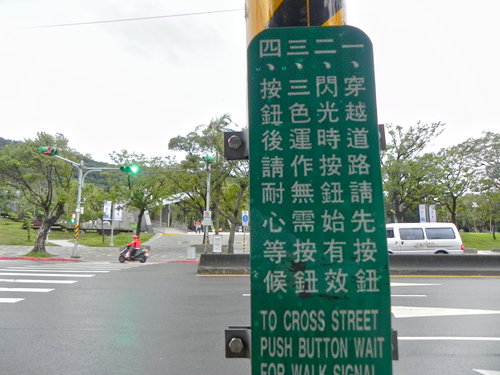 一、穿越道路請先按鈕
二、閃光時按鈕始有效
三、三色運作無需按鈕
四、按鈕後請耐心等候
TO CROSS STREET
PUSH BUTTON WAIT
FOR WALK SIGNAL